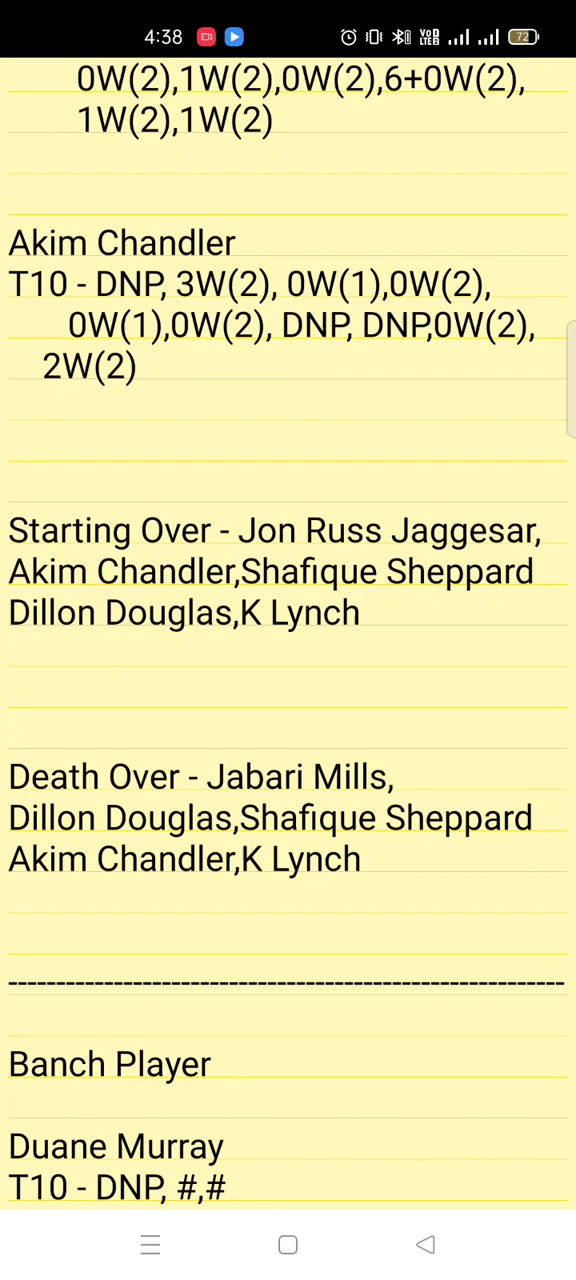 4:38
VoD
LTE2
72
0W(2),1W(2),0W(2),6+0W(2),
1W(2),1W(2)
Akim Chandler
T10 - DNP, 3W(2), 0W(1),0W(2),
0W(1),0W(2), DNP, DNP,0W(2),
2W(2)
Starting Over - Jon Russ Jaggesar,
Akim Chandler,Shafique Sheppard
Dillon Douglas,K Lynch
Death Over - Jabari Mills,
Dillon Douglas,Shafique Sheppard
Akim Chandler,K Lynch
---------------------------------------------------------
Banch Player
Duane Murray
T10 - DNP, #,#